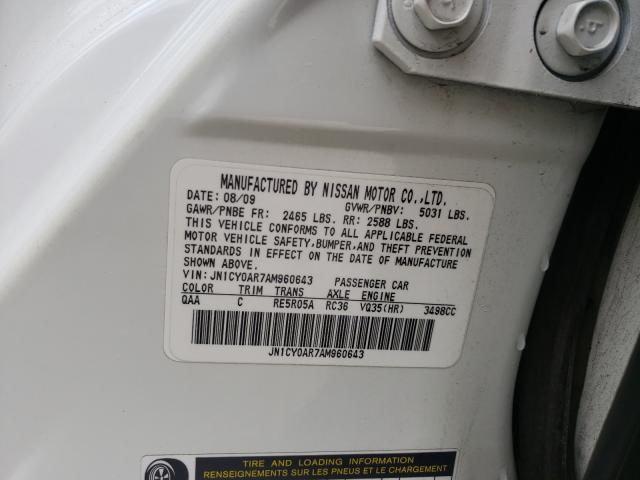 MANUFACTURED BY NISSAN MOTOR CO.,LTD.
DATE: 08/09 GVWR/PNBV: 5031 LBS.
GAWR/PNBE FR: 2465 LBS. RR: 2588 LBS.
THIS VEHICLE CONFORMS TO ALL APPLICABLE FEDERAL
MOTOR VEHICLE SAFETY, BUMPER, AND THEFT PREVENTION
STANDARDS IN EFFECT ON THE DATE OF MANUFACTURE
SHOWN ABOVE.
VIN: JN1CY0AR7AM960643 PASSENGER CAR
COLOR TRIM TRANS AXLE ENGINE
QAA C RE5R05A RC36 VQ35(HR) 3498CC
JN1CY0AR7AM960643
TIRE AND LOADING INFORMATION
RENSEIGNEMENTS SUR LES PNEUS ET LE CHARGEMENT